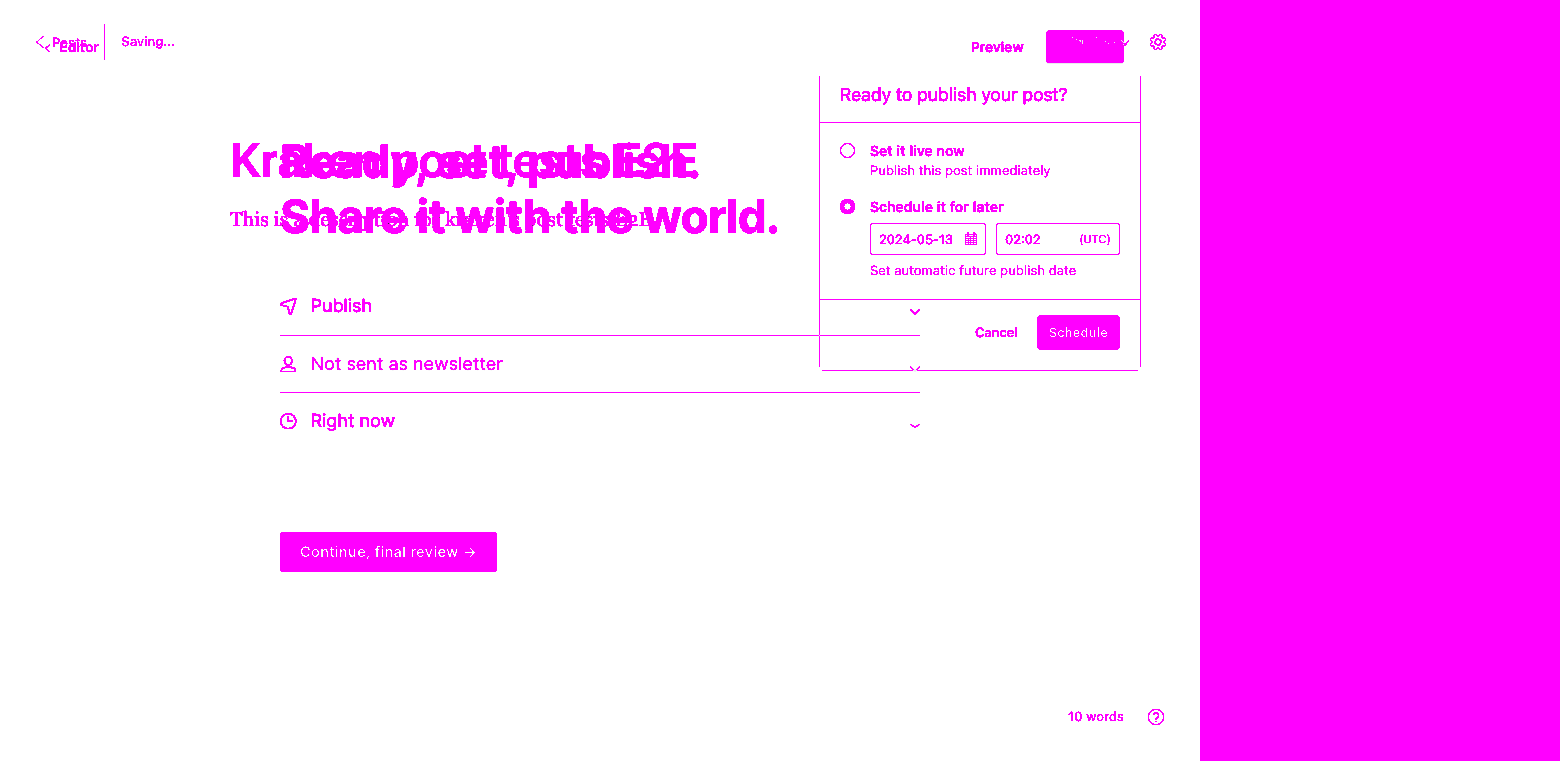 Posts
Editor
Saving...
Preview
Ready to publish your post?
Ready, set, publish.
Share it with the world.
This is a description for kraken post tests E2E
Set it live now
Publish this post immediately
Schedule it for later
2024-05-13 02:02 (UTC)
Set automatic future publish date
Cancel Schedule
Publish
Not sent as newsletter
Right now
Continue, final review →
10 words